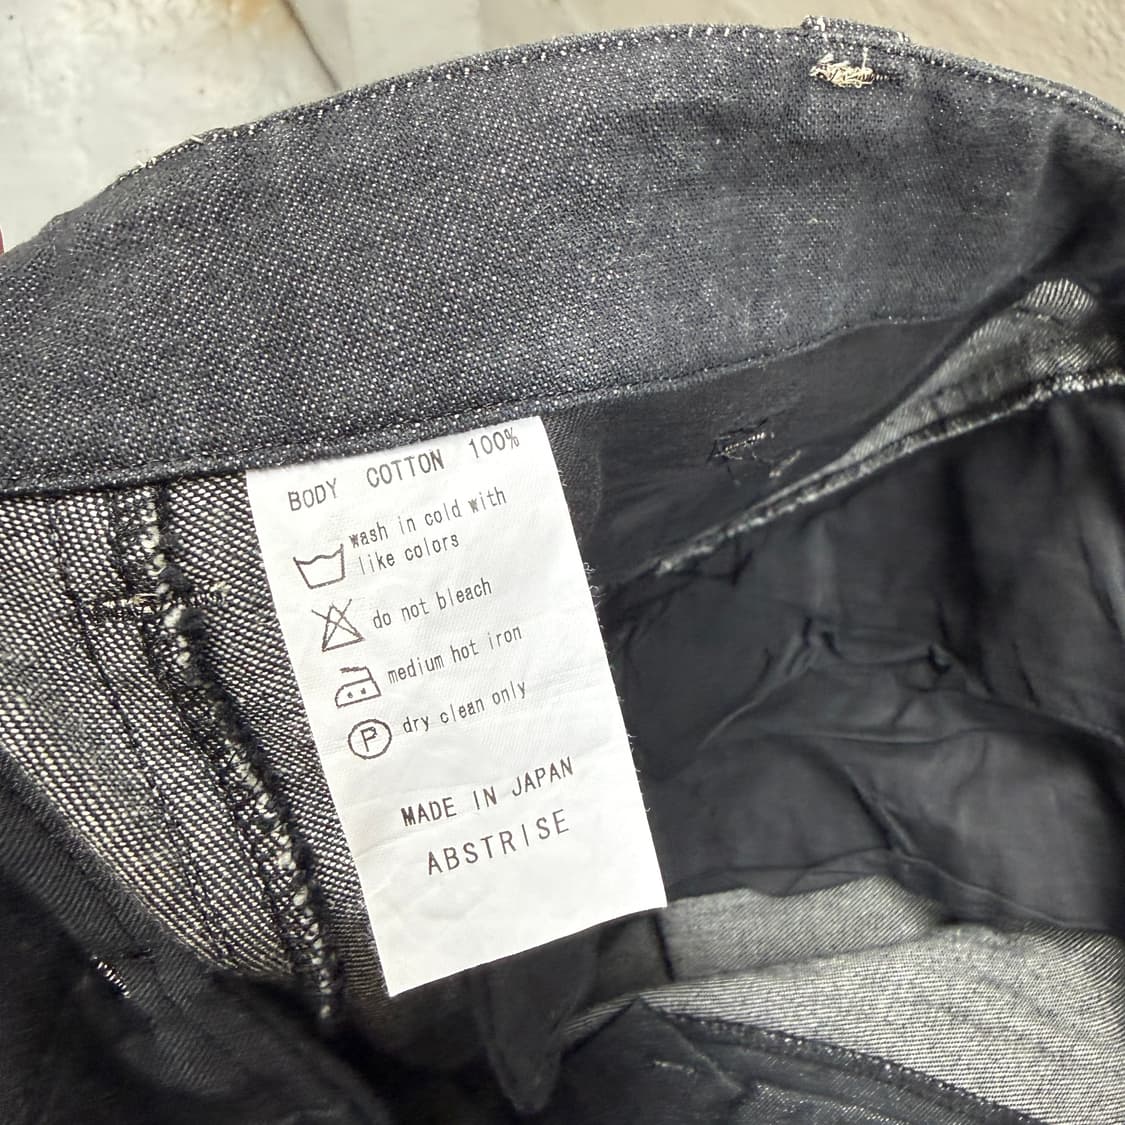 BODY COTTON 100%
wash in cold with
like colors
do not bleach
medium hot iron
P dry clean only
MADE IN JAPAN
ABSTRISE